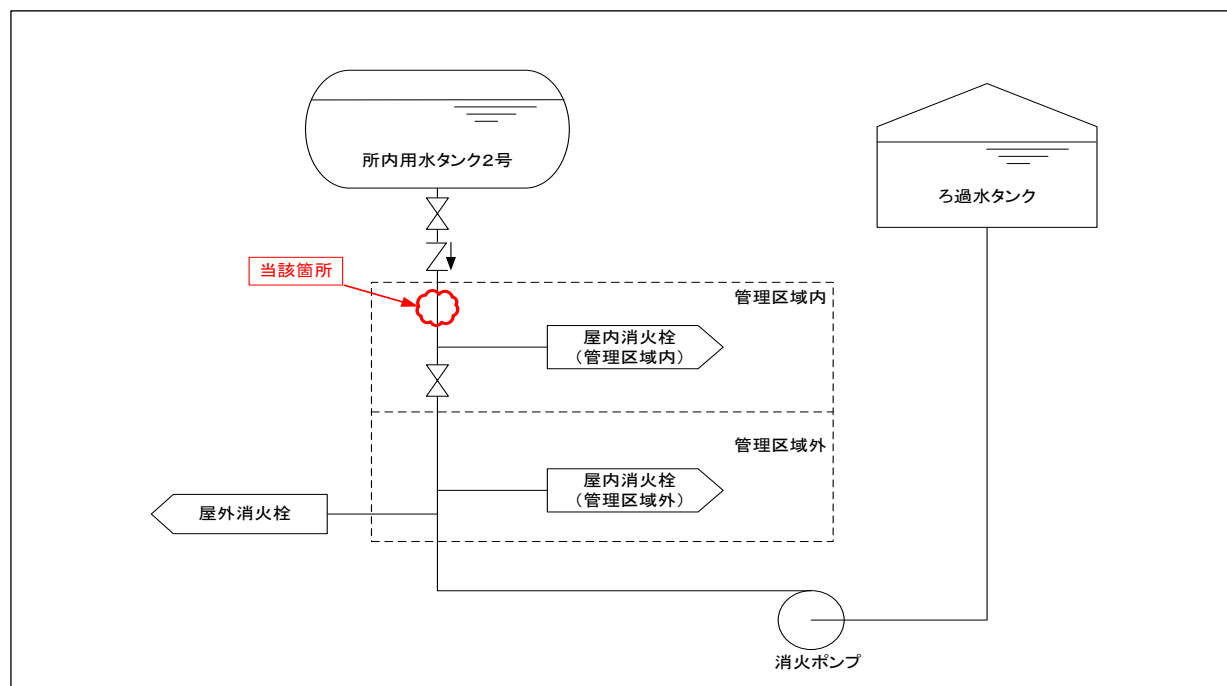 所内用水タンク2号
ろ過水タンク
当該箇所
管理区域内
屋内消火栓
(管理区域内)
管理区域外
屋内消火栓
(管理区域外)
屋外消火栓
消火ポンプ